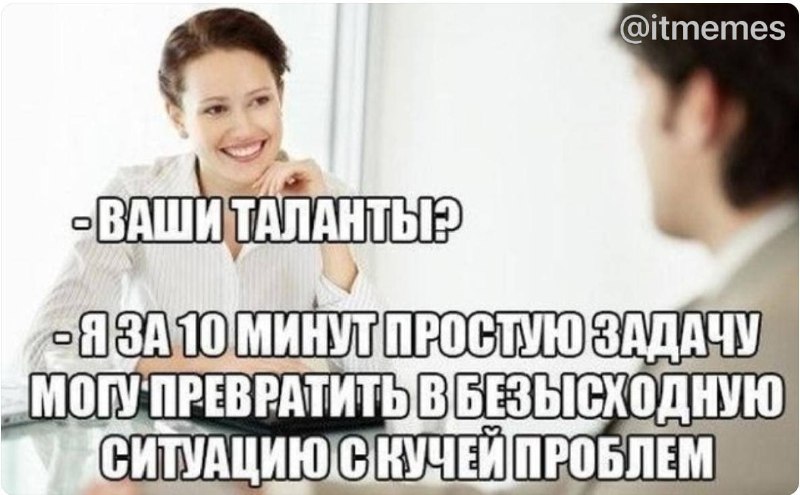 @itmemes
- ВАШИ ТАЛАНТЫ?
- Я ЗА 10 МИНУТ ПРОСТУЮ ЗАДАЧУ
МОГУ ПРЕВРАТИТЬ В БЕЗЫСХОДНУЮ
СИТУАЦИЮ С КУЧЕЙ ПРОБЛЕМ